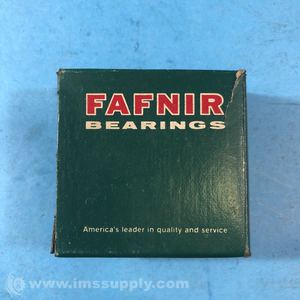 FAFNIR
BEARINGS
America's leader in quality and service
www.imssupply.com